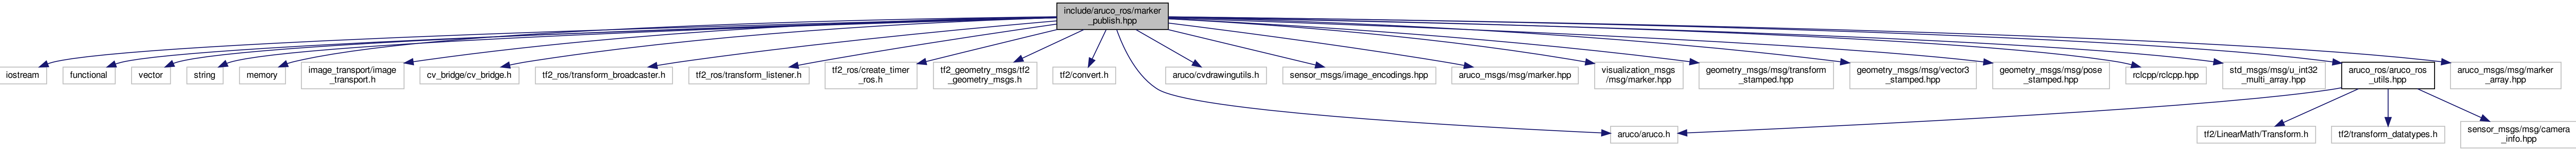 include/aruco_ros/marker
_publish.hpp
iostream
functional
vector
string
memory
image_transport/image
_transport.h
cv_bridge/cv_bridge.h
tf2_ros/transform_broadcaster.h
tf2_ros/transform_listener.h
tf2_ros/create_timer
_ros.h
tf2_geometry_msgs/tf2
_geometry_msgs.h
tf2/convert.h
aruco/cvdrawingutils.h
sensor_msgs/image_encodings.hpp
aruco_msgs/msg/marker.hpp
visualization_msgs
/msg/marker.hpp
geometry_msgs/msg/transform
_stamped.hpp
geometry_msgs/msg/vector3
_stamped.hpp
geometry_msgs/msg/pose
_stamped.hpp
rclcpp/rclcpp.hpp
std_msgs/msg/u_int32
_multi_array.hpp
aruco_ros/aruco_ros
_utils.hpp
aruco_msgs/msg/marker
_array.hpp
aruco/aruco.h
tf2/LinearMath/Transform.h
tf2/transform_datatypes.h
sensor_msgs/msg/camera
_info.hpp